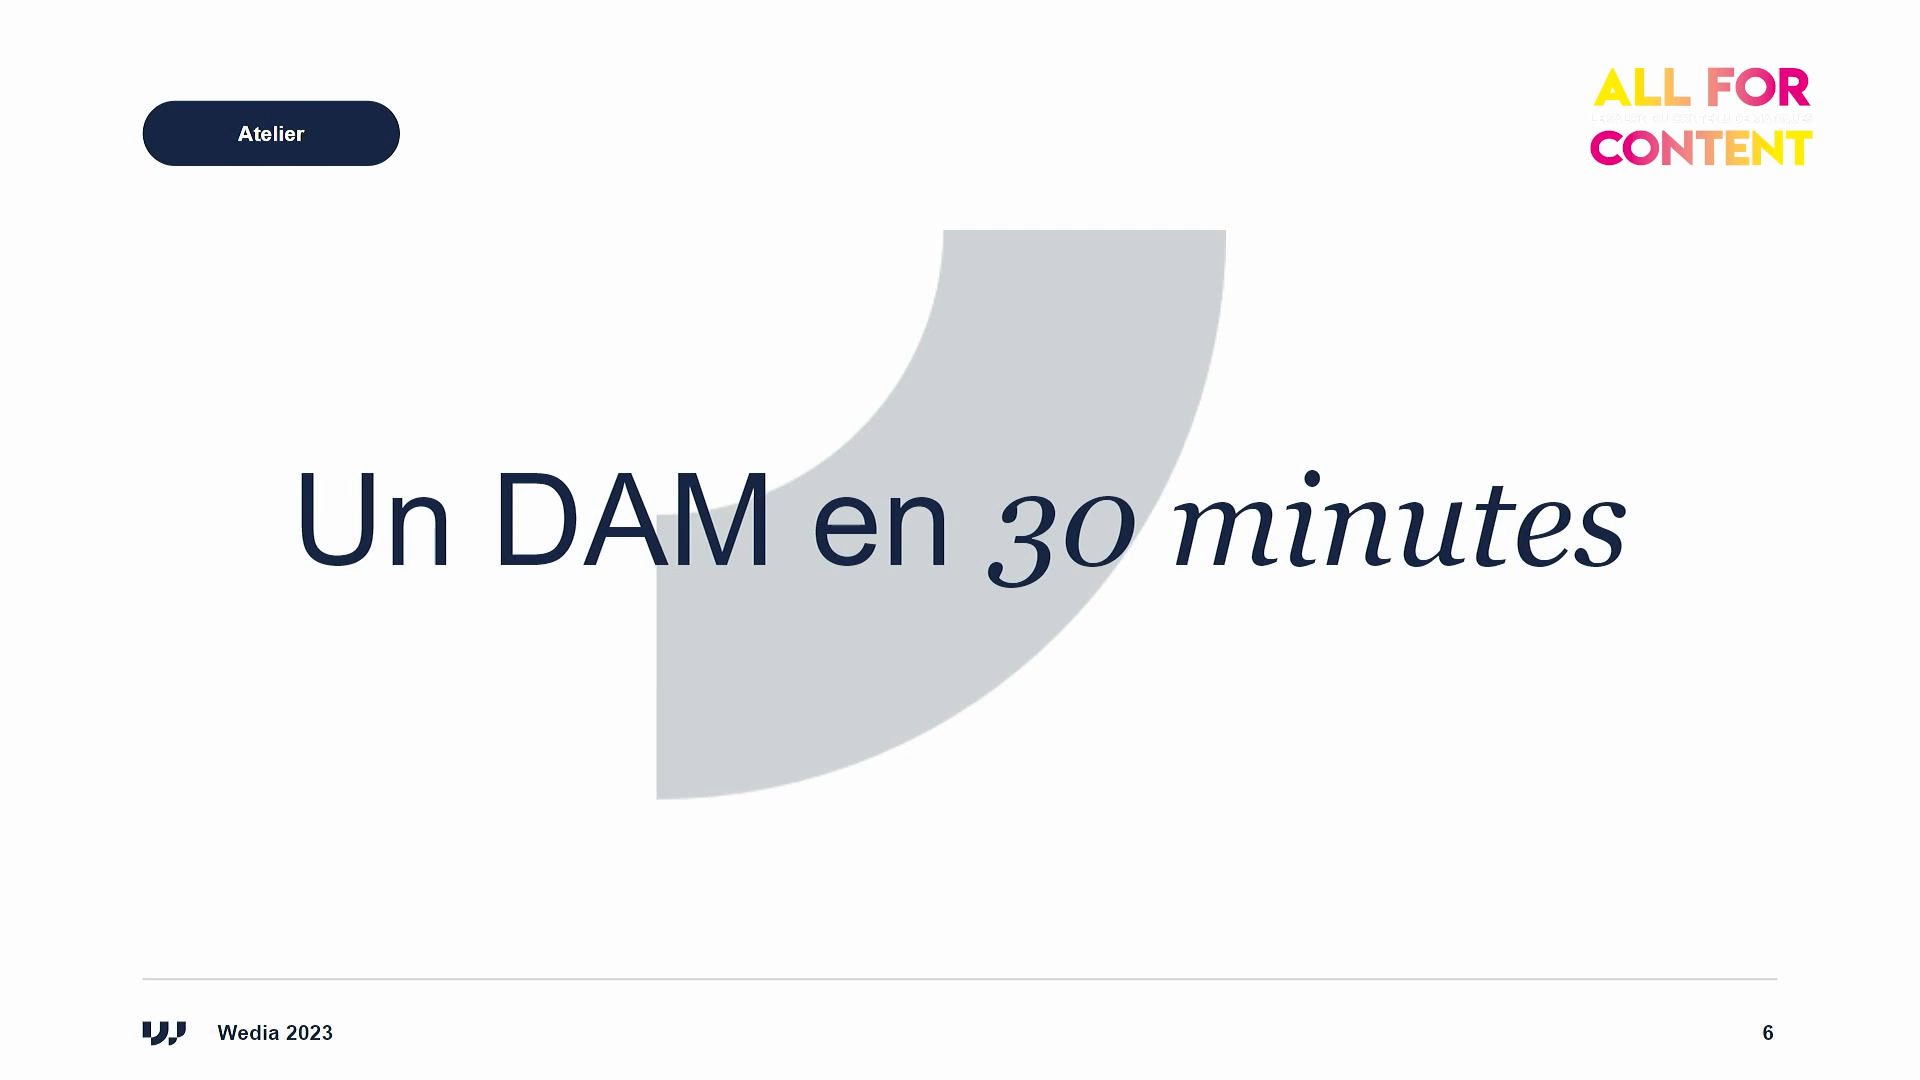 Atelier
ALL FOR
CONTENT
Un DAM en 30 minutes
Wedia 2023
6